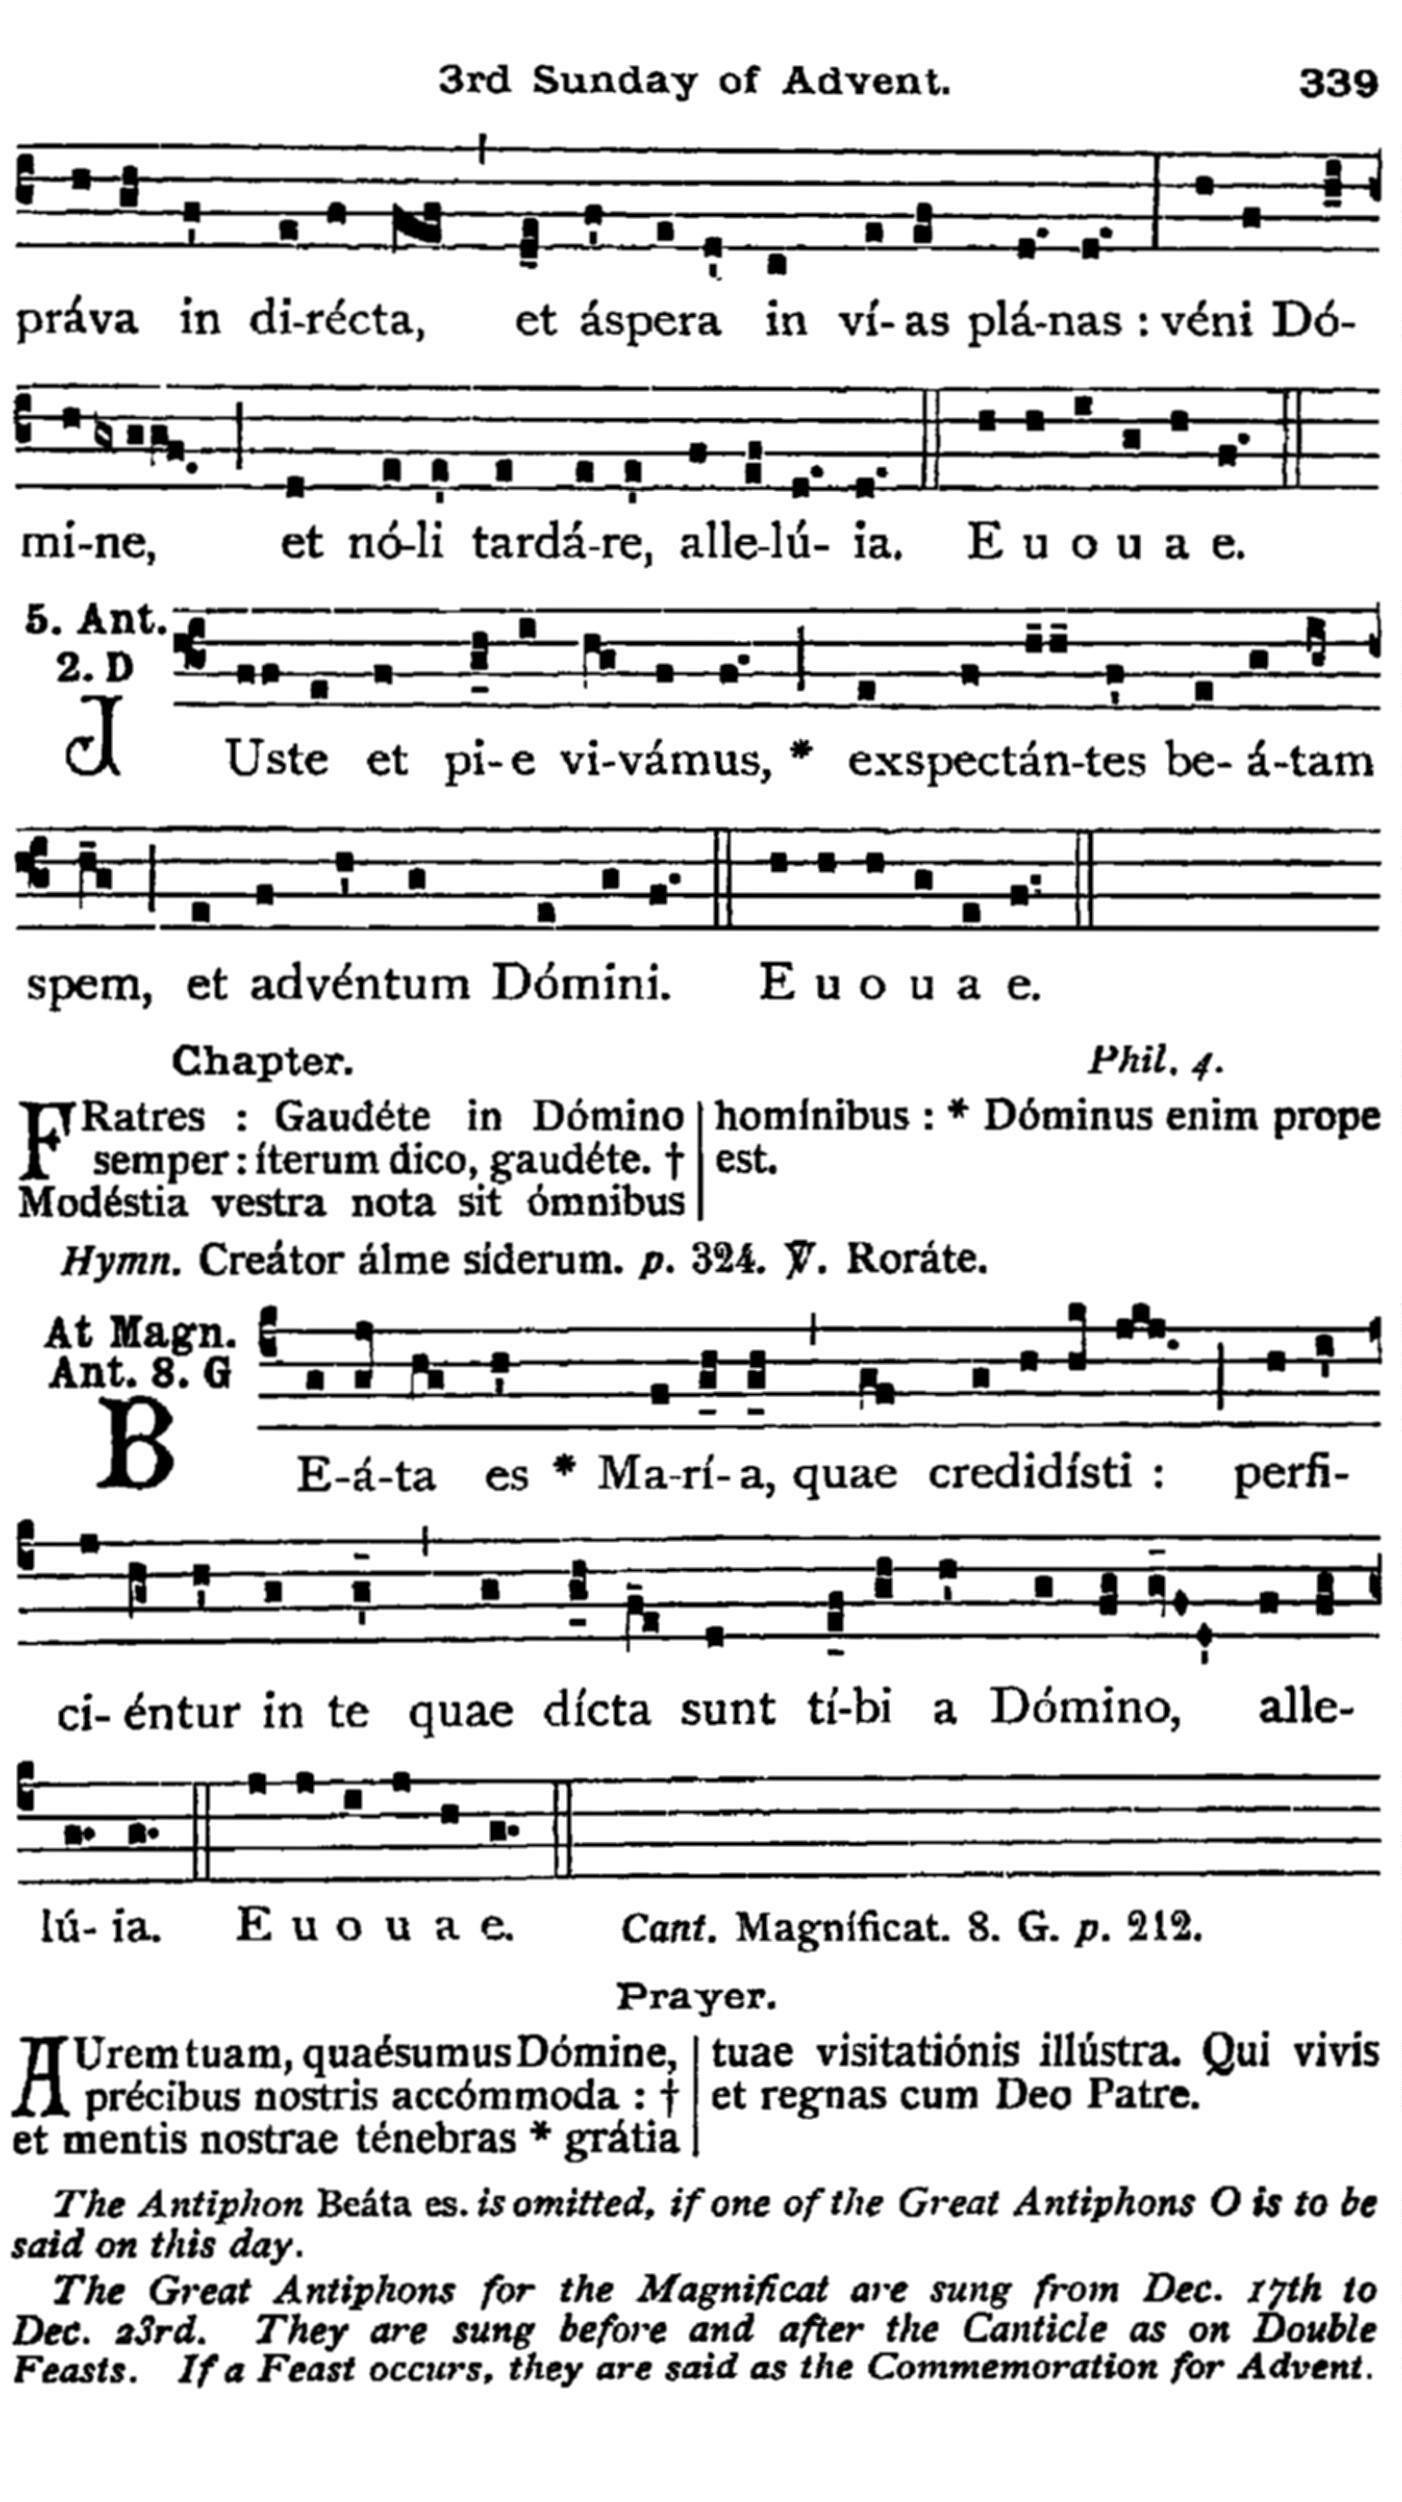 3rd Sunday of Advent. 339
práva in di-récta, et áspera in ví- as plá-nas : véni Dó-
mi-ne, et nó-li tardá-re, alle-lú- ia. E u o u a e.
5. Ant.
2. D
JUste et pi- e vi-vámus, * exspectán-tes be- á-tam
spem, et advéntum Dómini. E u o u a e.
Chapter. Phil. 4.
FRatres : Gaudéte in Dómino
semper : íterum dico, gaudéte. †
Modéstia vestra nota sit ómnibus
homínibus : * Dóminus enim prope
est.
Hymn. Creátor álme síderum. p. 324. ℣. Roráte.
At Magn.
Ant. 8. G
BE-á-ta es * Ma-rí- a, quae credidísti : perfi-
ci- éntur in te quae dícta sunt tí-bi a Dómino, alle-
lú- ia. E u o u a e. Cant. Magníficat. 8. G. p. 212.
Prayer.
AUrem tuam, quaésumus Dómine,
précibus nostris accómmoda : †
et mentis nostrae ténebras * grátia
tuae visitatiónis illústra. Qui vivis
et regnas cum Deo Patre.
The Antiphon Beáta es. is omitted, if one of the Great Antiphons O is to be
said on this day.
The Great Antiphons for the Magnificat are sung from Dec. 17th to
Dec. 23rd. They are sung before and after the Canticle as on Double
Feasts. If a Feast occurs, they are said as the Commemoration for Advent.